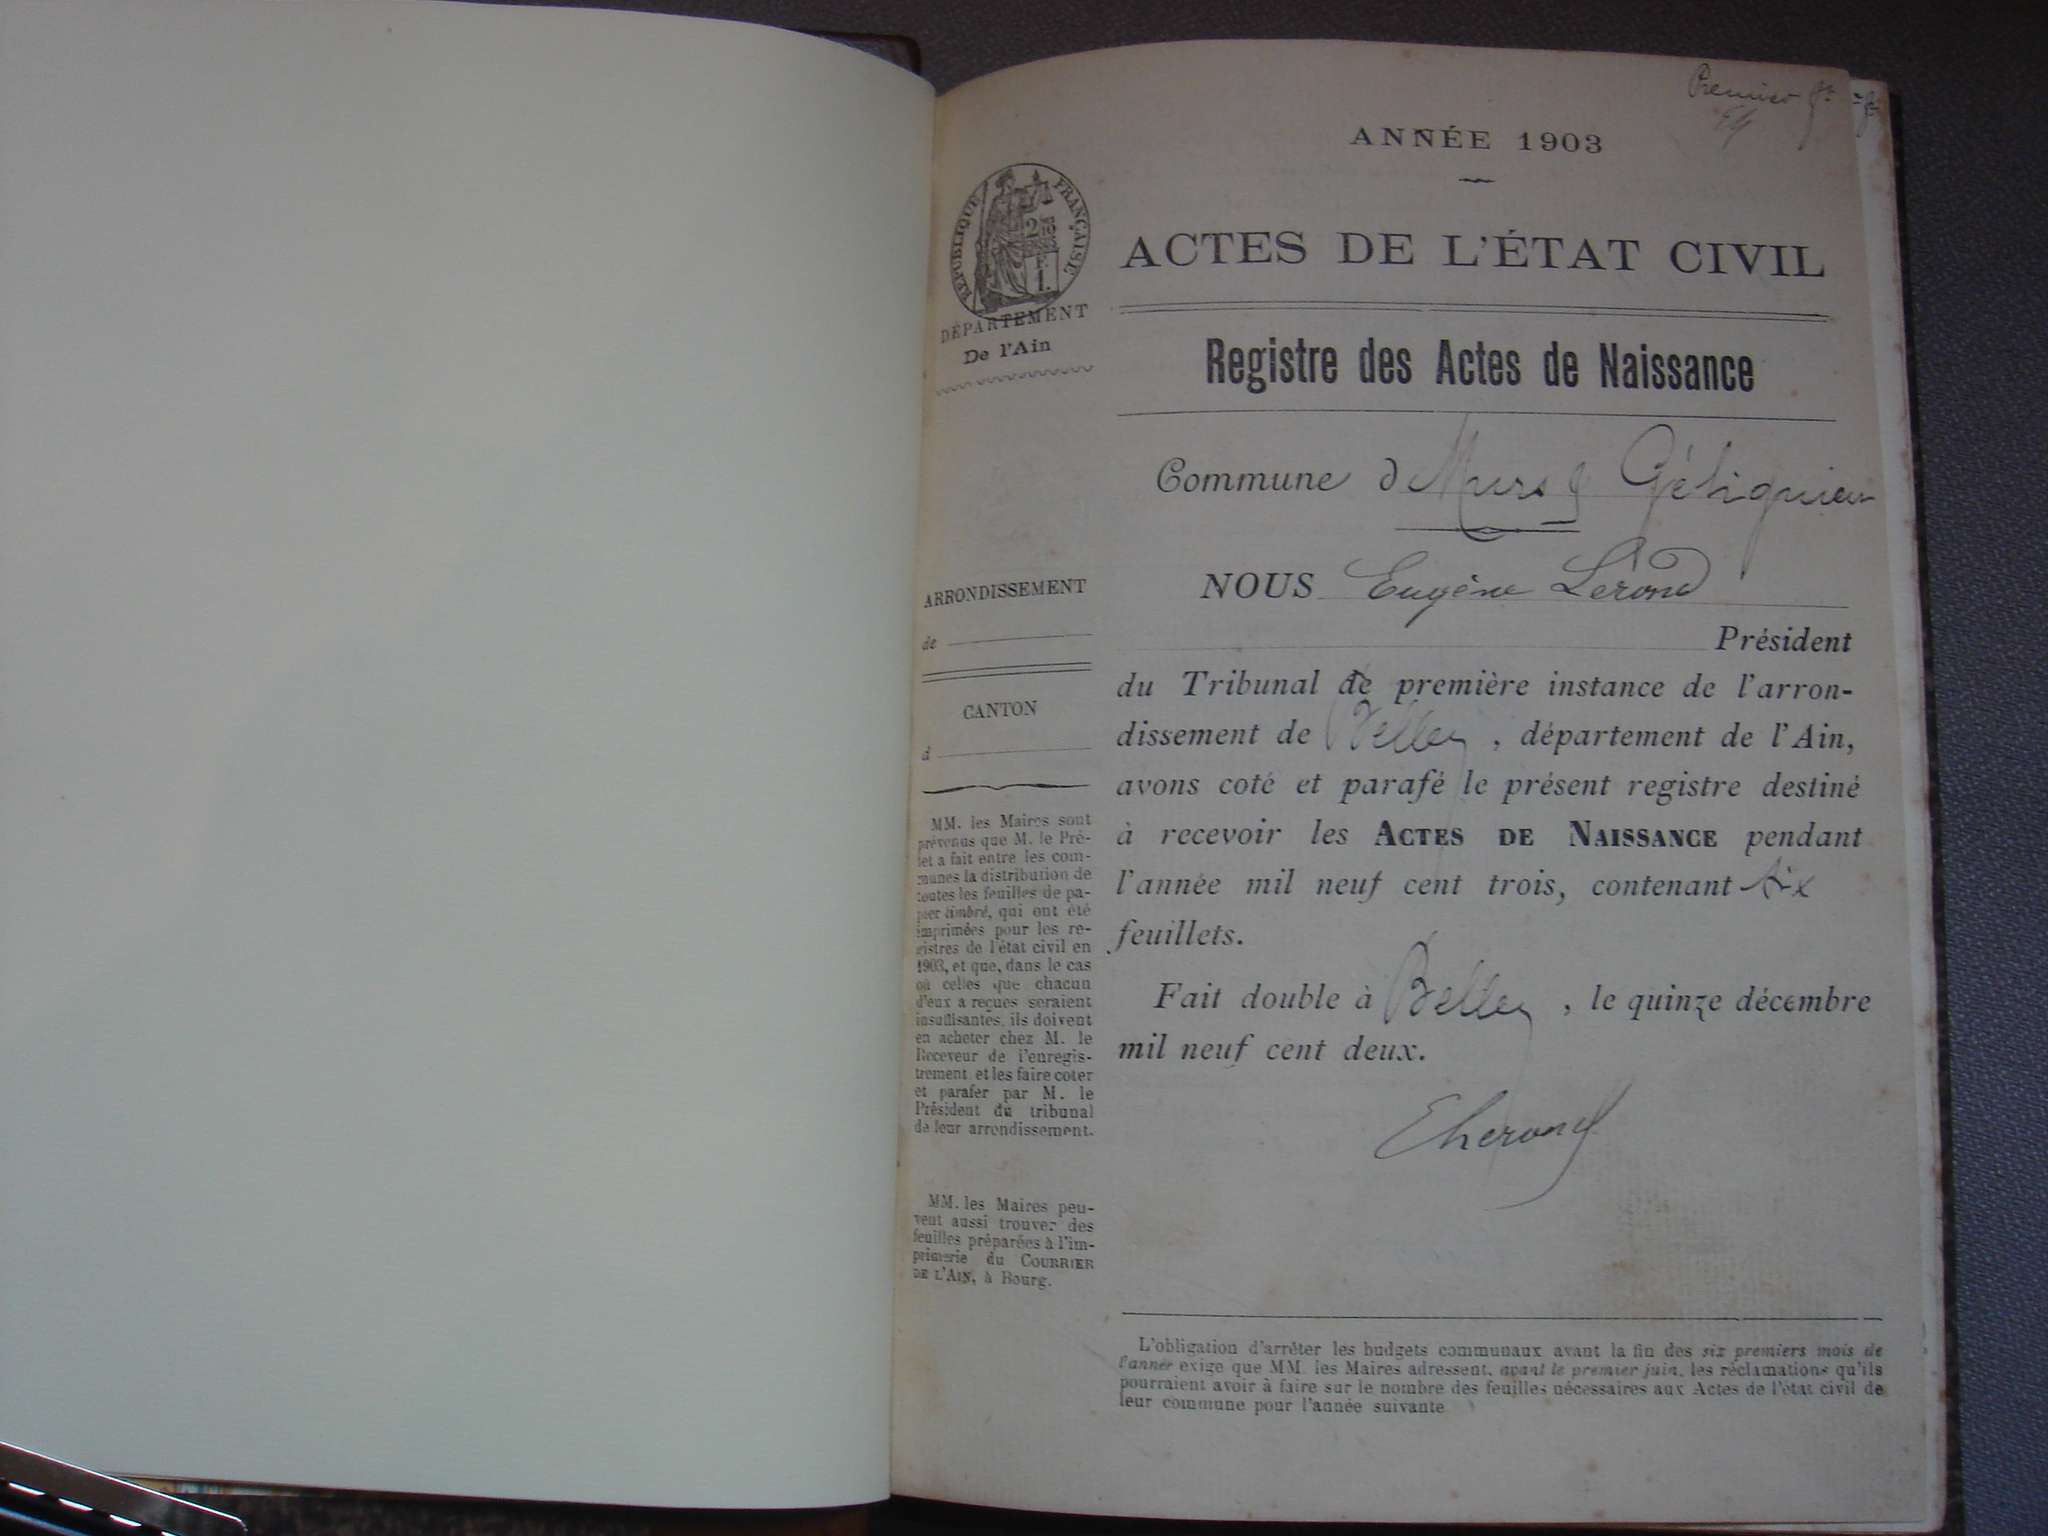 Premier
ANNÉE 1903
RÉPUBLIQUE FRANÇAISE
DÉPARTEMENT
De l'Ain
ACTES DE L'ÉTAT CIVIL
Registre des Actes de Naissance
Commune d Murs & Gélignieux
NOUS Eugène Lerond
Président
du Tribunal de première instance de l'arron-
dissement de Belley, département de l'Ain,
avons coté et parafé le présent registre destiné
à recevoir les ACTES DE NAISSANCE pendant
l'année mil neuf cent trois, contenant six
feuillets.
Fait double à Belley, le quinze décembre
mil neuf cent deux.
ELerond
ARRONDISSEMENT
de
CANTON
d
MM. les Maires sont
prévenus que M. le Pré-
fet a fait entre les com-
munes la distribution de
toutes les feuilles de pa-
pier timbré, qui ont été
imprimées pour les re-
gistres de l'état civil en
1903, et que, dans le cas
où celles que chacun
d'eux a reçues seraient
insuffisantes, ils doivent
en acheter chez M. le
Receveur de l'enregis-
trement et les faire coter
et parafer par M. le
Président du tribunal
de leur arrondissement.
MM. les Maires peu-
vent aussi trouver des
feuilles préparées à l'im-
primerie du COURRIER
DE L'AIN, à Bourg.
L'obligation d'arrêter les budgets communaux avant la fin des six premiers mois de
l'année exige que MM. les Maires adressent, avant le premier juin, les réclamations qu'ils
pourraient avoir à faire sur le nombre des feuilles nécessaires aux Actes de l'état civil de
leur commune pour l'année suivante